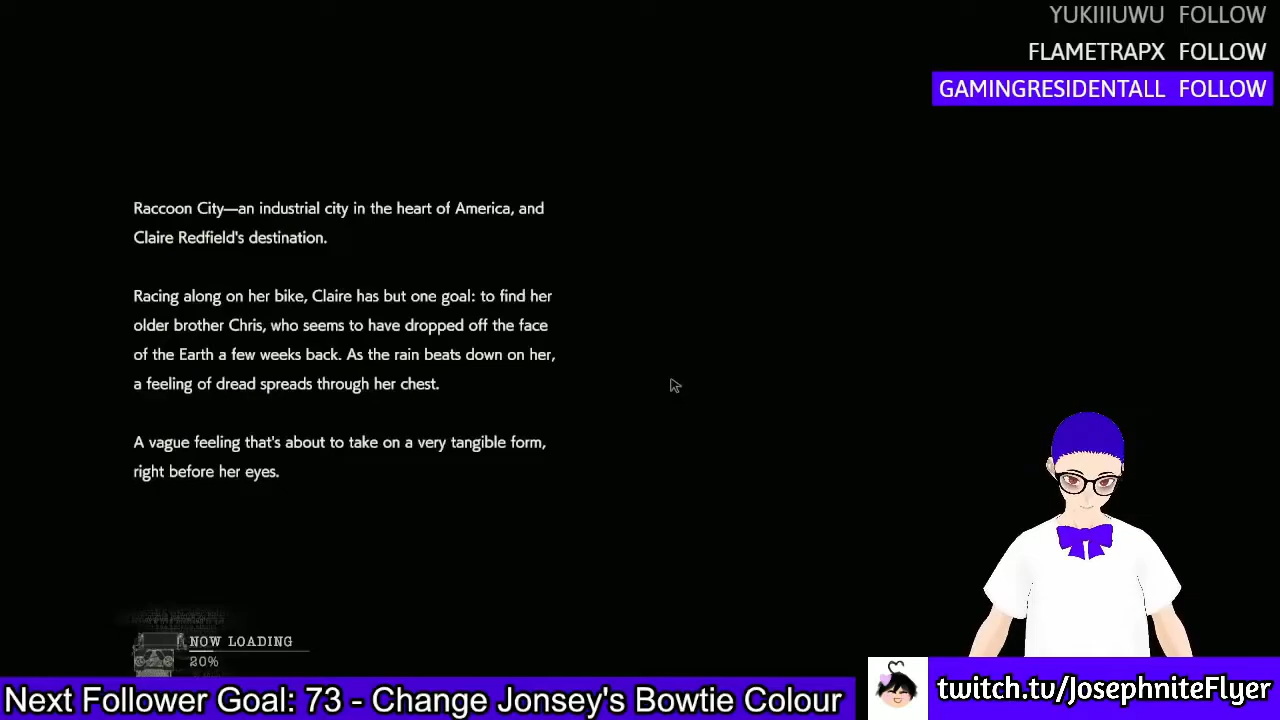 YUKIIIUWU FOLLOW
FLAMETRAPX FOLLOW
GAMINGRESIDENTALL FOLLOW
Raccoon City—an industrial city in the heart of America, and
Claire Redfield's destination.
Racing along on her bike, Claire has but one goal: to find her
older brother Chris, who seems to have dropped off the face
of the Earth a few weeks back. As the rain beats down on her,
a feeling of dread spreads through her chest.
A vague feeling that's about to take on a very tangible form,
right before her eyes.
NOW LOADING
20%
Next Follower Goal: 73 - Change Jonsey's Bowtie Colour
twitch.tv/JosephniteFlyer